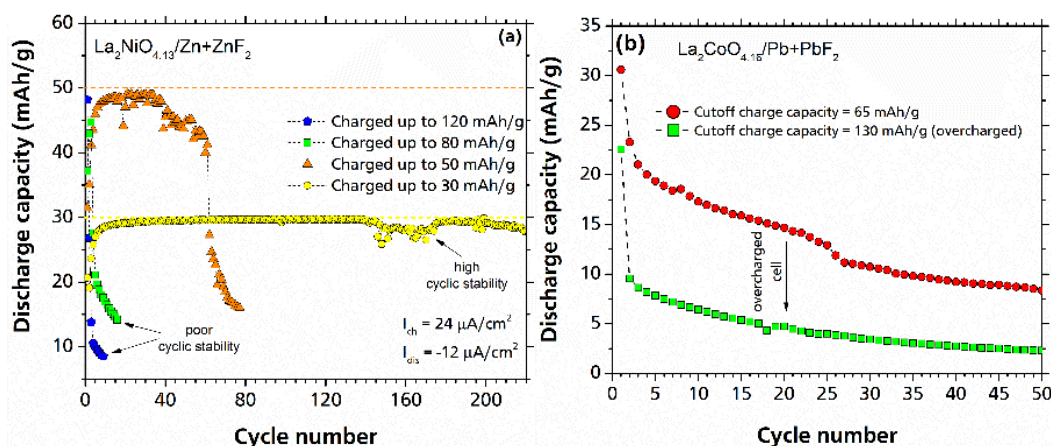 La₂NiO₄.₁₃/Zn+ZnF₂
(a)
Discharge capacity (mAh/g)
60
50
40
30
20
10
Charged up to 120 mAh/g
Charged up to 80 mAh/g
Charged up to 50 mAh/g
Charged up to 30 mAh/g
high
cyclic stability
poor
cyclic stability
I_ch = 24 µA/cm²
I_dis = -12 µA/cm²
0 40 80 120 160 200
Cycle number
(b)
La₂CoO₄.₁₆/Pb+PbF₂
Discharge capacity (mAh/g)
35
30
25
20
15
10
5
0
Cutoff charge capacity = 65 mAh/g
Cutoff charge capacity = 130 mAh/g (overcharged)
overcharged
cell
0 5 10 15 20 25 30 35 40 45 50
Cycle number